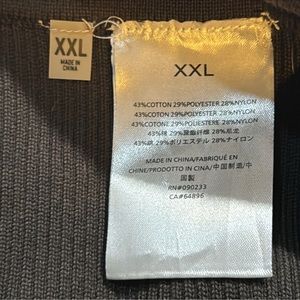 XXL
MADE IN
CHINA
XXL
43%COTTON 29%POLYESTER 28%NYLON
43%COTON 29%POLYESTER 28%NYLON
43%COTONE 29%POLIESTERE 28%NYLON
43%棉 29%聚酯纤维 28%尼龙
43%綿 29%ポリエステル 28%ナイロン
MADE IN CHINA/FABRIQUÉ EN
CHINE/PRODOTTO IN CINA/中国制造/中
国製
RN#090233
CA#64896